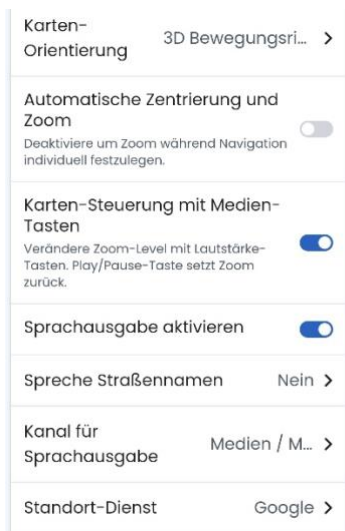 Karten-
Orientierung
3D Bewegungsri...
Automatische Zentrierung und
Zoom
Deaktiviere um Zoom während Navigation
individuell festzulegen.
Karten-Steuerung mit Medien-
Tasten
Verändere Zoom-Level mit Lautstärke-
Tasten. Play/Pause-Taste setzt Zoom
zurück.
Sprachausgabe aktivieren
Spreche Straßennamen Nein
Kanal für
Sprachausgabe
Medien / M...
Standort-Dienst Google